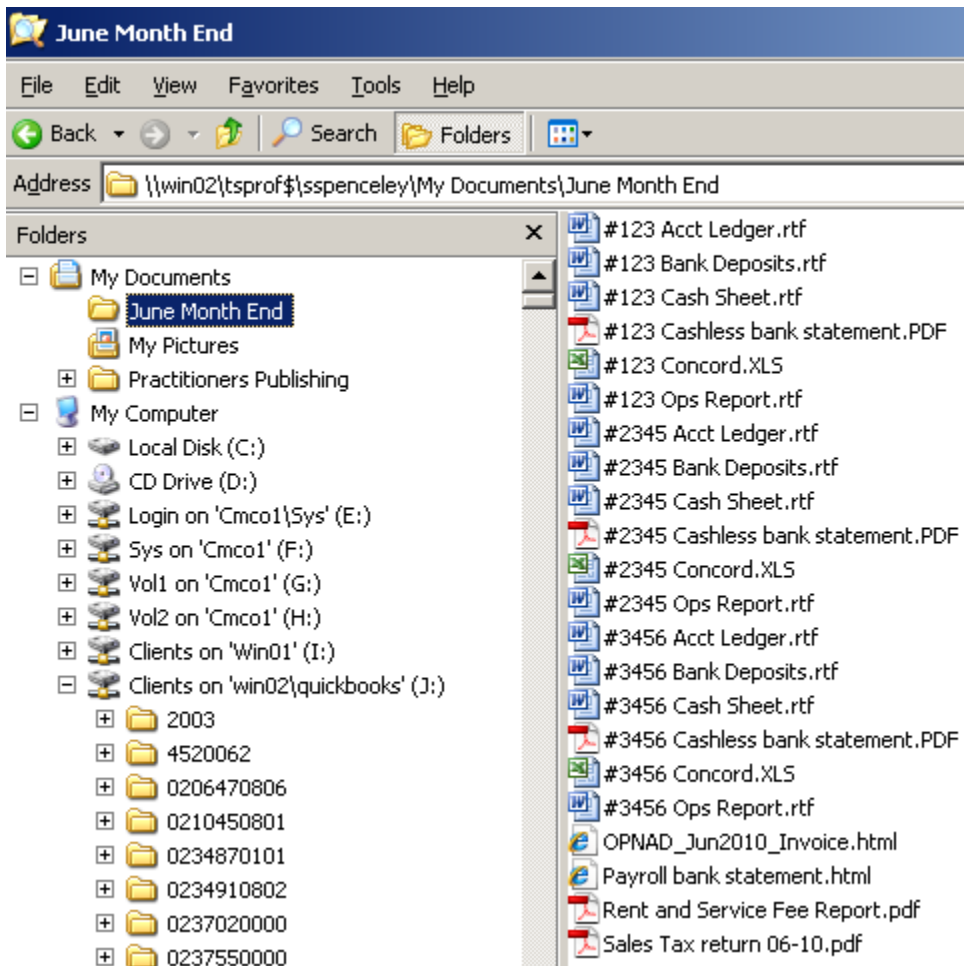 June Month End
File Edit View Favorites Tools Help
Back Search Folders
Address \\win02\tsprof$\sspenceley\My Documents\June Month End
Folders
My Documents
June Month End
My Pictures
Practitioners Publishing
My Computer
Local Disk (C:)
CD Drive (D:)
Login on 'Cmco1\Sys' (E:)
Sys on 'Cmco1' (F:)
Vol1 on 'Cmco1' (G:)
Vol2 on 'Cmco1' (H:)
Clients on 'Win01' (I:)
Clients on 'win02\quickbooks' (J:)
2003
4520062
0206470806
0210450801
0234870101
0234910802
0237020000
0237550000
#123 Acct Ledger.rtf
#123 Bank Deposits.rtf
#123 Cash Sheet.rtf
#123 Cashless bank statement.PDF
#123 Concord.XLS
#123 Ops Report.rtf
#2345 Acct Ledger.rtf
#2345 Bank Deposits.rtf
#2345 Cash Sheet.rtf
#2345 Cashless bank statement.PDF
#2345 Concord.XLS
#2345 Ops Report.rtf
#3456 Acct Ledger.rtf
#3456 Bank Deposits.rtf
#3456 Cash Sheet.rtf
#3456 Cashless bank statement.PDF
#3456 Concord.XLS
#3456 Ops Report.rtf
OPNAD_Jun2010_Invoice.html
Payroll bank statement.html
Rent and Service Fee Report.pdf
Sales Tax return 06-10.pdf